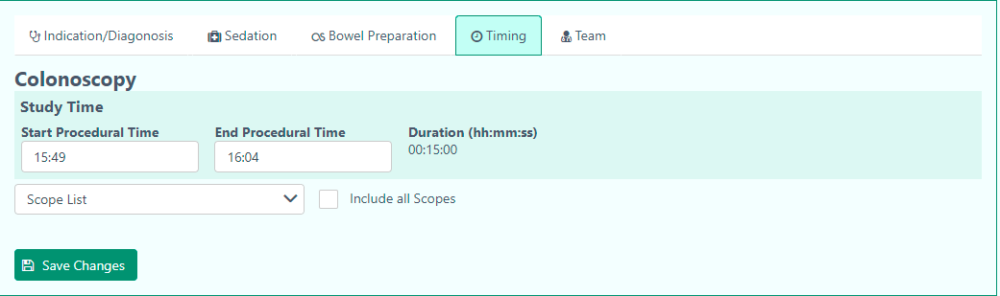 Indication/Diagonosis Sedation Bowel Preparation Timing Team
Colonoscopy
Study Time
Start Procedural Time End Procedural Time Duration (hh:mm:ss)
15:49 16:04 00:15:00
Scope List Include all Scopes
Save Changes